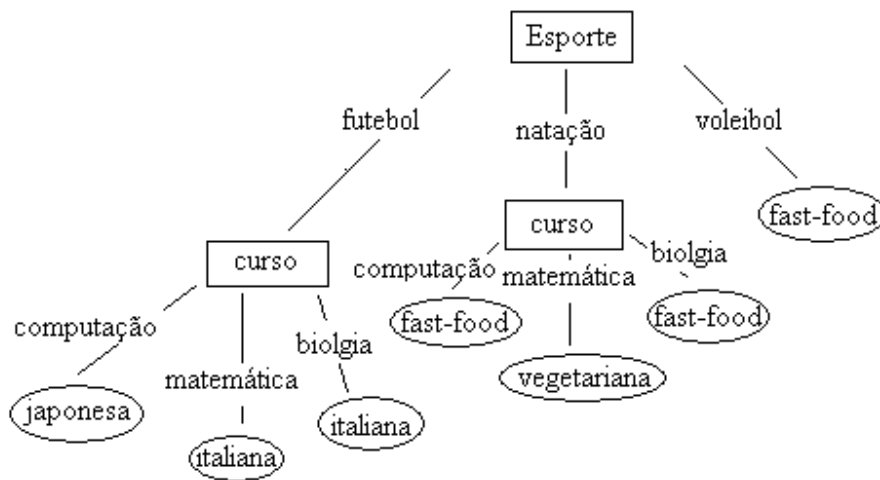 Esporte
futebol
natação
voleibol
fast-food
curso
curso
computação
matemática
biolgia
fast-food
fast-food
computação
matemática
biolgia
vegetariana
japonesa
italiana
italiana